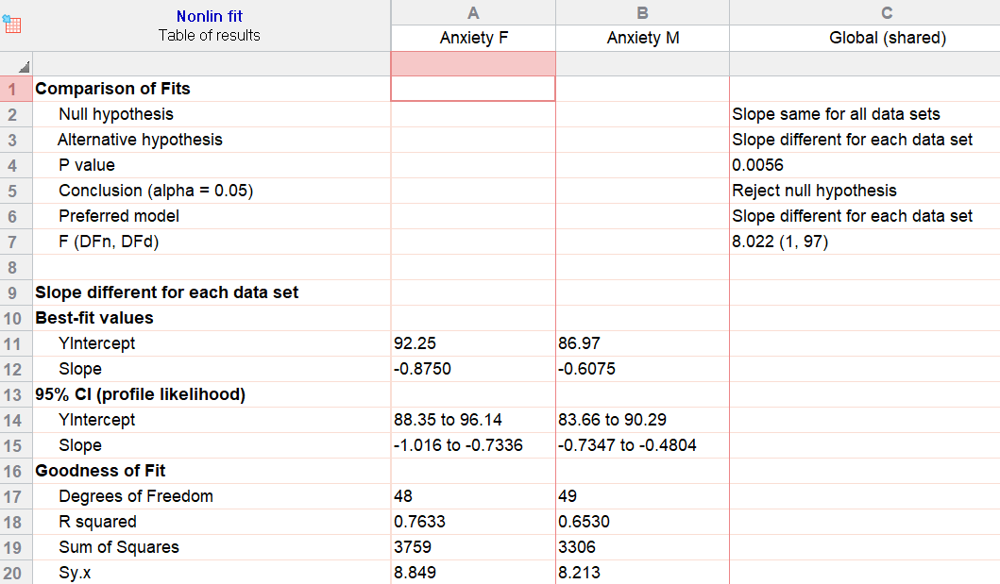 Nonlin fit A B C
Table of results Anxiety F Anxiety M Global (shared)
1 Comparison of Fits
2 Null hypothesis Slope same for all data sets
3 Alternative hypothesis Slope different for each data set
4 P value 0.0056
5 Conclusion (alpha = 0.05) Reject null hypothesis
6 Preferred model Slope different for each data set
7 F (DFn, DFd) 8.022 (1, 97)
8
9 Slope different for each data set
10 Best-fit values
11 YIntercept 92.25 86.97
12 Slope -0.8750 -0.6075
13 95% CI (profile likelihood)
14 YIntercept 88.35 to 96.14 83.66 to 90.29
15 Slope -1.016 to -0.7336 -0.7347 to -0.4804
16 Goodness of Fit
17 Degrees of Freedom 48 49
18 R squared 0.7633 0.6530
19 Sum of Squares 3759 3306
20 Sy.x 8.849 8.213